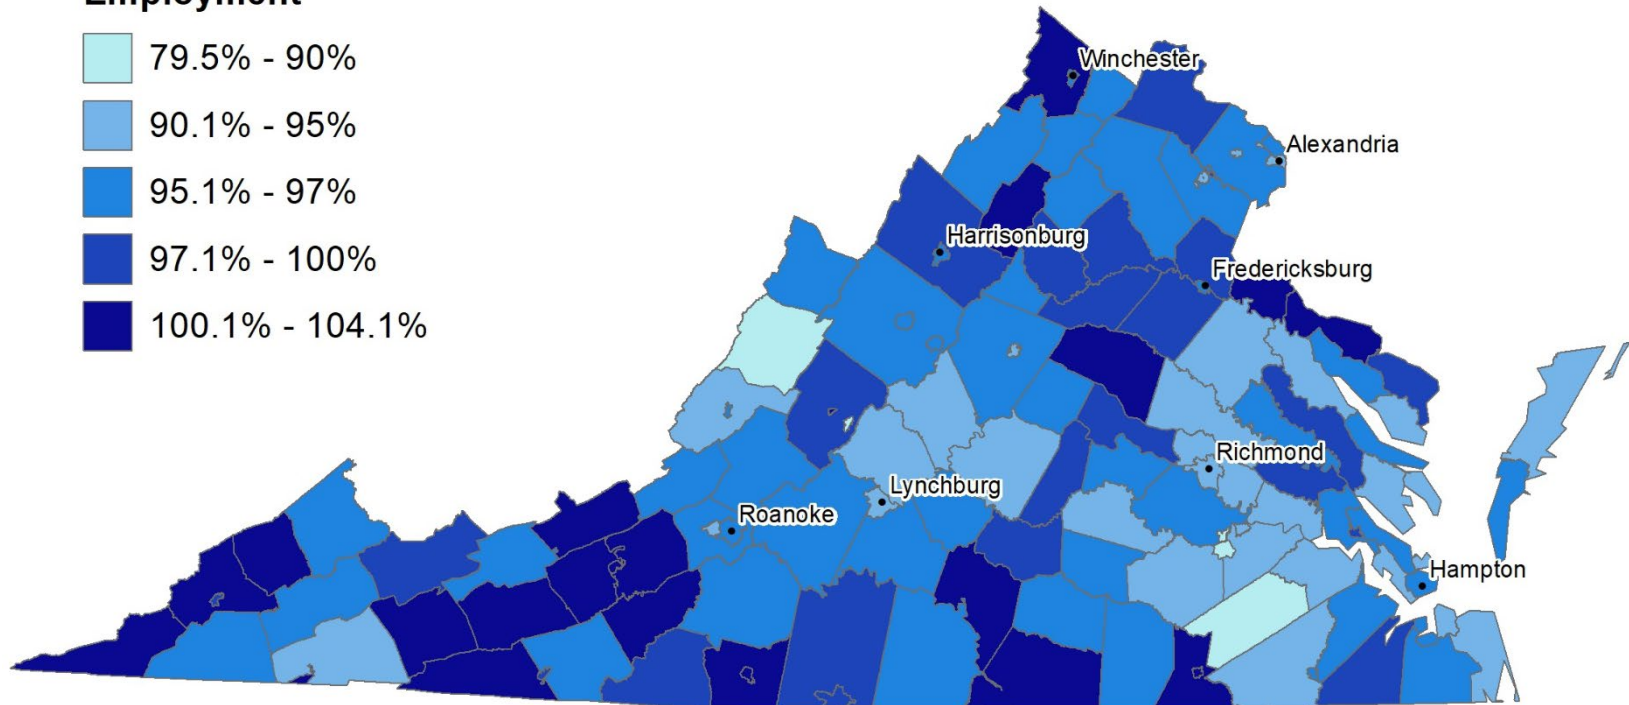 Employment
79.5% - 90%
90.1% - 95%
95.1% - 97%
97.1% - 100%
100.1% - 104.1%
Winchester
Alexandria
Harrisonburg
Fredericksburg
Richmond
Lynchburg
Roanoke
Hampton